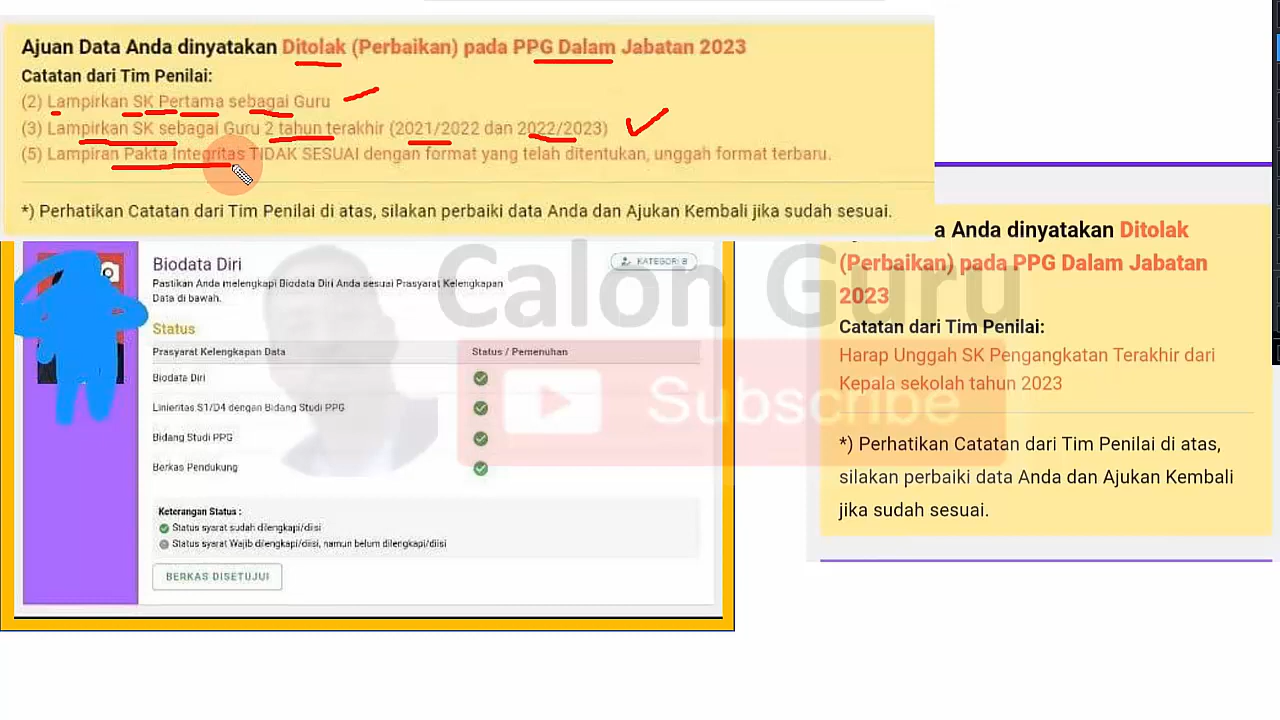 Ajuan Data Anda dinyatakan Ditolak (Perbaikan) pada PPG Dalam Jabatan 2023
Catatan dari Tim Penilai:
(2) Lampirkan SK Pertama sebagai Guru
(3) Lampirkan SK sebagai Guru 2 tahun terakhir (2021/2022 dan 2022/2023)
(5) Lampiran Pakta Integritas TIDAK SESUAI dengan format yang telah ditentukan, unggah format terbaru.
*) Perhatikan Catatan dari Tim Penilai di atas, silakan perbaiki data Anda dan Ajukan Kembali jika sudah sesuai.
Biodata Diri
KATEGORI B
Pastikan Anda melengkapi Biodata Diri Anda sesuai Prasyarat Kelengkapan
Data di bawah.
Status
Prasyarat Kelengkapan Data Status / Pemenuhan
Biodata Diri
Linieritas S1/D4 dengan Bidang Studi PPG
Bidang Studi PPG
Berkas Pendukung
Keterangan Status :
Status syarat sudah dilengkapi/diisi
Status syarat Wajib dilengkapi/diisi, namun belum dilengkapi/diisi
BERKAS DISETUJUI
Calon Guru
Subscribe
a Anda dinyatakan Ditolak
(Perbaikan) pada PPG Dalam Jabatan
2023
Catatan dari Tim Penilai:
Harap Unggah SK Pengangkatan Terakhir dari
Kepala sekolah tahun 2023
*) Perhatikan Catatan dari Tim Penilai di atas,
silakan perbaiki data Anda dan Ajukan Kembali
jika sudah sesuai.